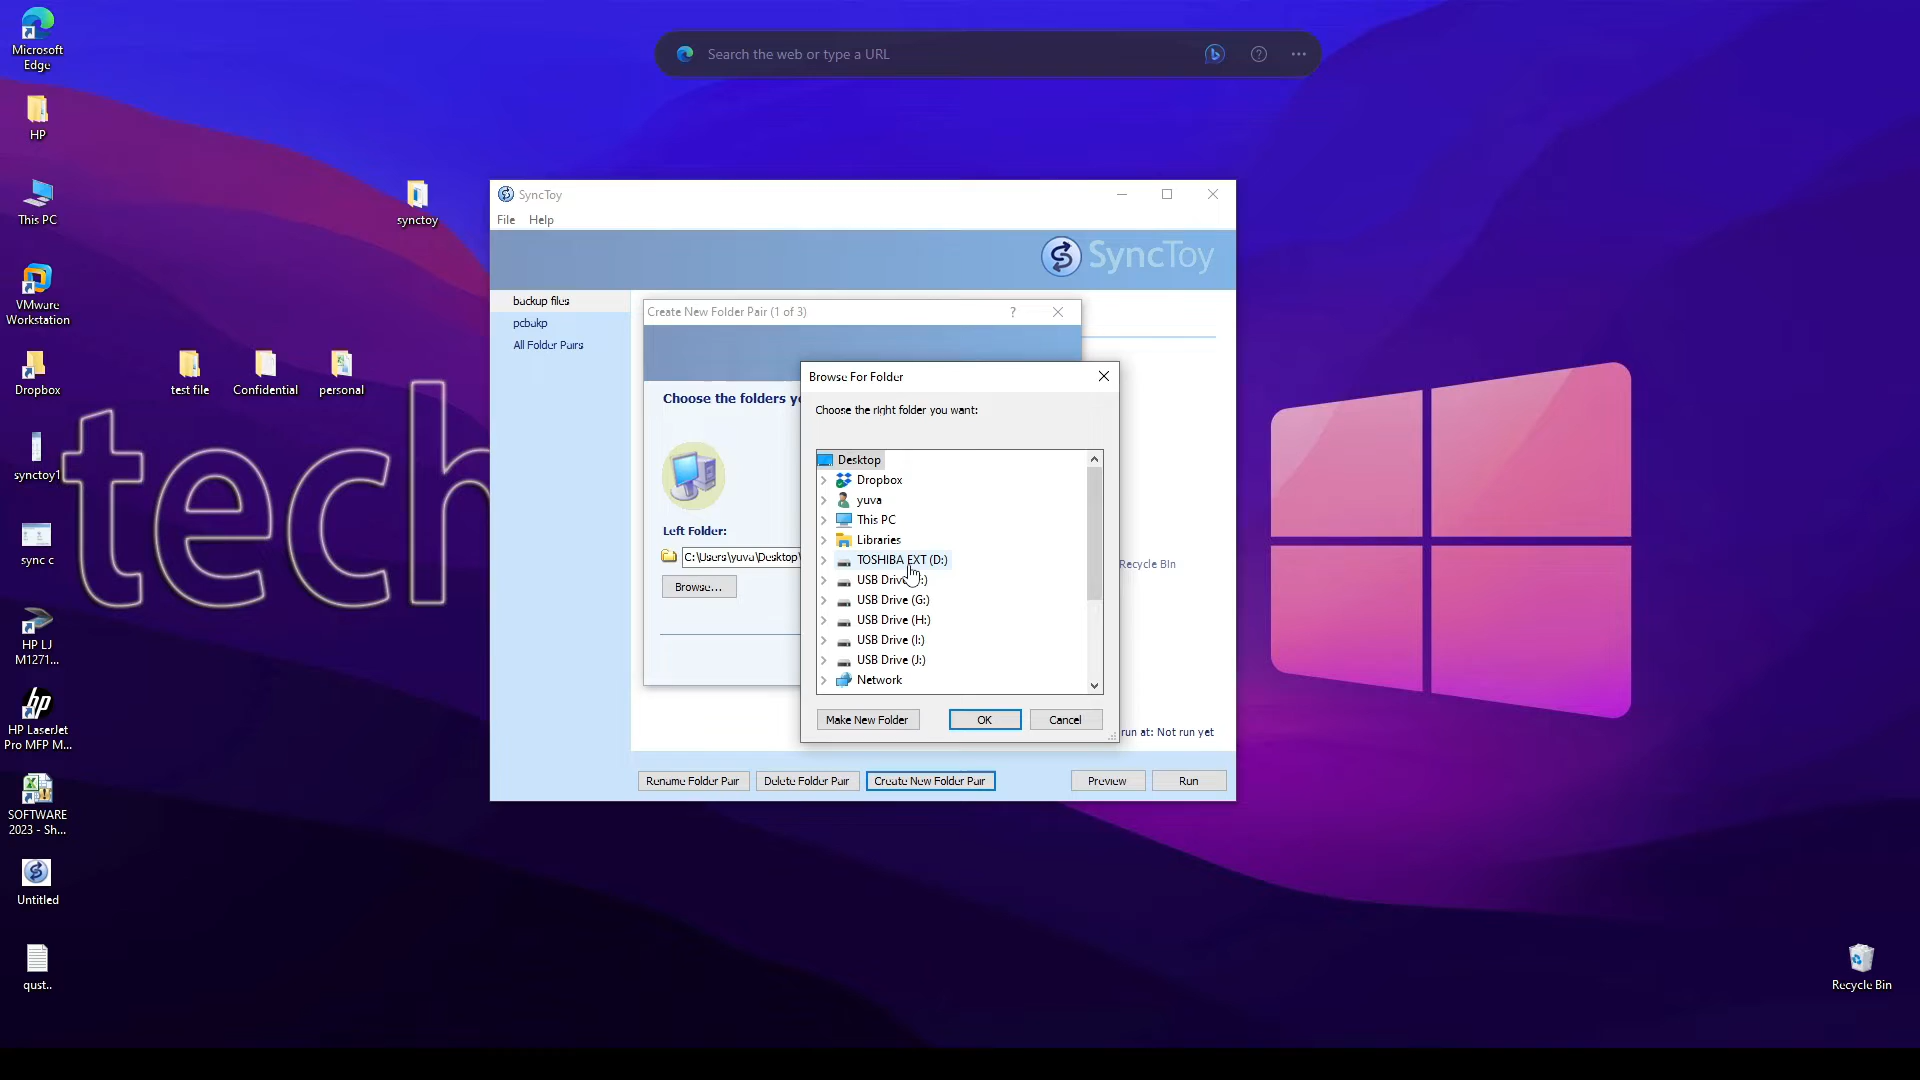 Microsoft
Edge
HP
This PC
VMware
Workstation
Dropbox
synctoy1
sync c
HP LJ
M1271...
HP LaserJet
Pro MFP M...
SOFTWARE
2023 - Sh...
Untitled
qust..
synctoy
test file
Confidential
personal
tech
Search the web or type a URL
SyncToy
File
Help
SyncToy
backup files
pcbakp
All Folder Pairs
Create New Folder Pair (1 of 3)
?
Choose the folders y
Left Folder:
C:\Users\yuva\Desktop\
Browse...
Browse For Folder
Choose the right folder you want:
Desktop
Dropbox
yuva
This PC
Libraries
TOSHIBA EXT (D:)
USB Driv :)
USB Drive (G:)
USB Drive (H:)
USB Drive (I:)
USB Drive (J:)
Network
Make New Folder
OK
Cancel
Recycle Bin
run at: Not run yet
Rename Folder Pair
Delete Folder Pair
Create New Folder Pair
Preview
Run
Recycle Bin